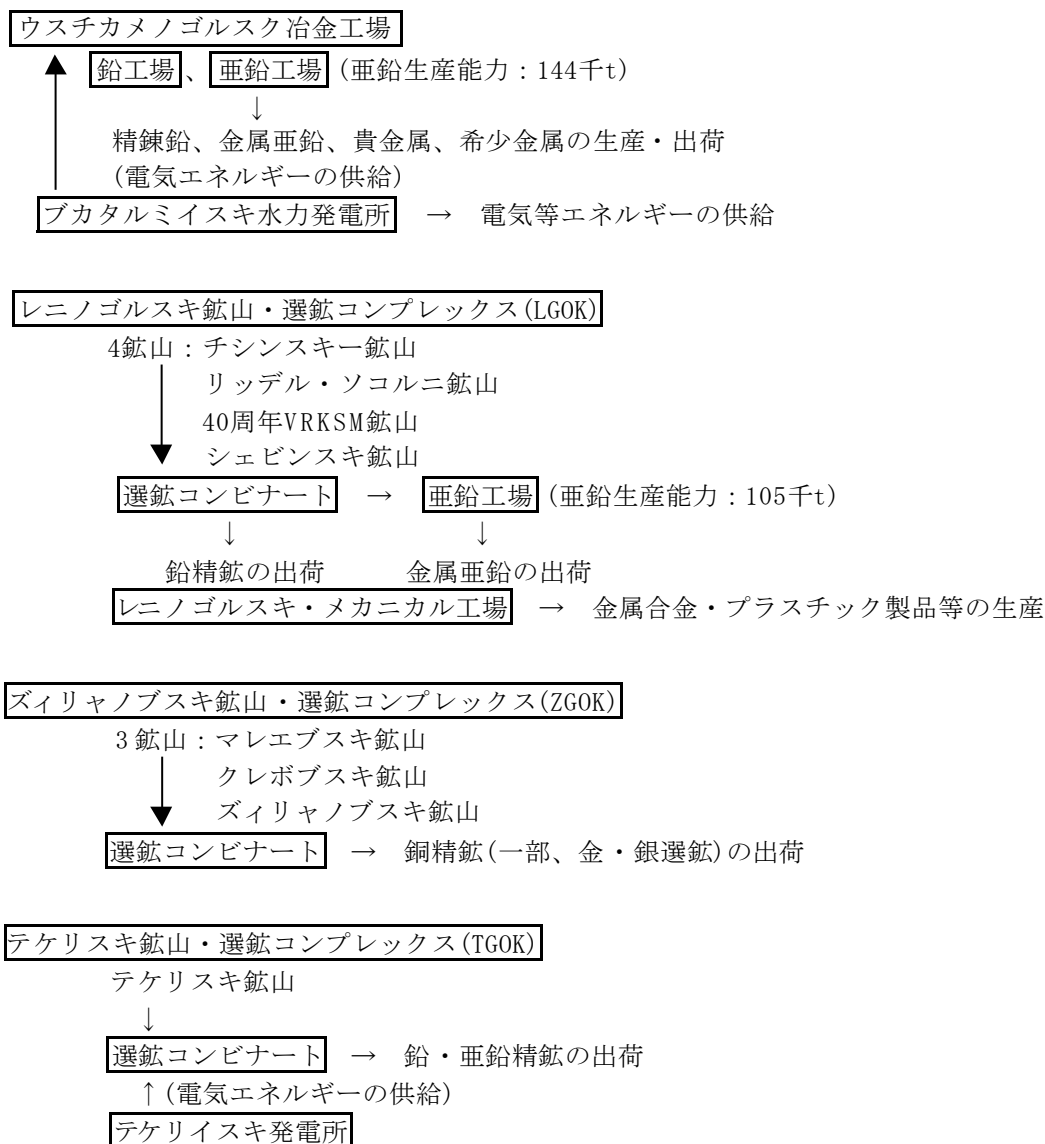 ウスチカメノゴルスク冶金工場
鉛工場、亜鉛工場(亜鉛生産能力：144千t)
↓
精錬鉛、金属亜鉛、貴金属、希少金属の生産・出荷
(電気エネルギーの供給)
ブカタルミイスキ水力発電所 → 電気等エネルギーの供給
レニノゴルスキ鉱山・選鉱コンプレックス(LGOK)
4鉱山：チシンスキー鉱山
リッデル・ソコルニ鉱山
40周年VRKSM鉱山
シェビンスキ鉱山
選鉱コンビナート → 亜鉛工場(亜鉛生産能力：105千t)
↓ ↓
鉛精鉱の出荷 金属亜鉛の出荷
レニノゴルスキ・メカニカル工場 → 金属合金・プラスチック製品等の生産
ズィリャノブスキ鉱山・選鉱コンプレックス(ZGOK)
3鉱山：マレエブスキ鉱山
クレボブスキ鉱山
ズィリャノブスキ鉱山
選鉱コンビナート → 銅精鉱(一部、金・銀選鉱)の出荷
テケリスキ鉱山・選鉱コンプレックス(TGOK)
テケリスキ鉱山
↓
選鉱コンビナート → 鉛・亜鉛精鉱の出荷
↑(電気エネルギーの供給)
テケリイスキ発電所